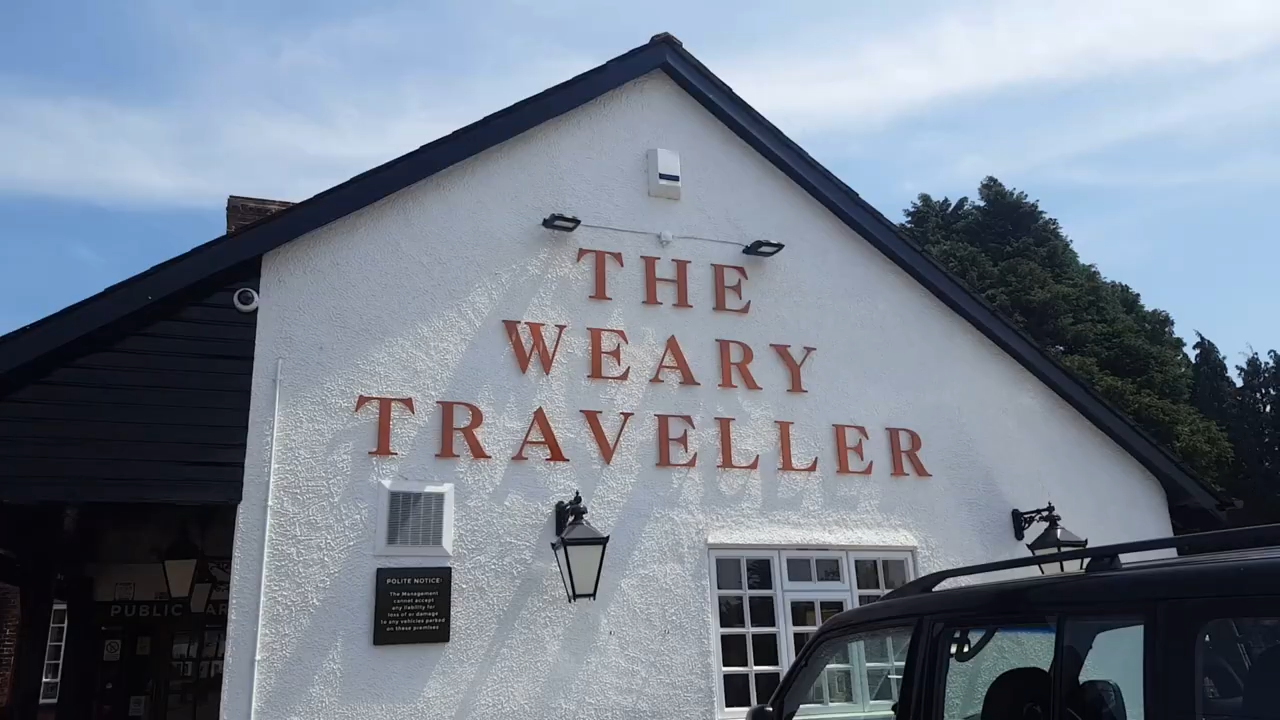 THE
WEARY
TRAVELLER
POLITE NOTICE:
The Management
cannot accept
any liability for
loss of or damage
to any vehicles parked
on these premises
PUBLIC